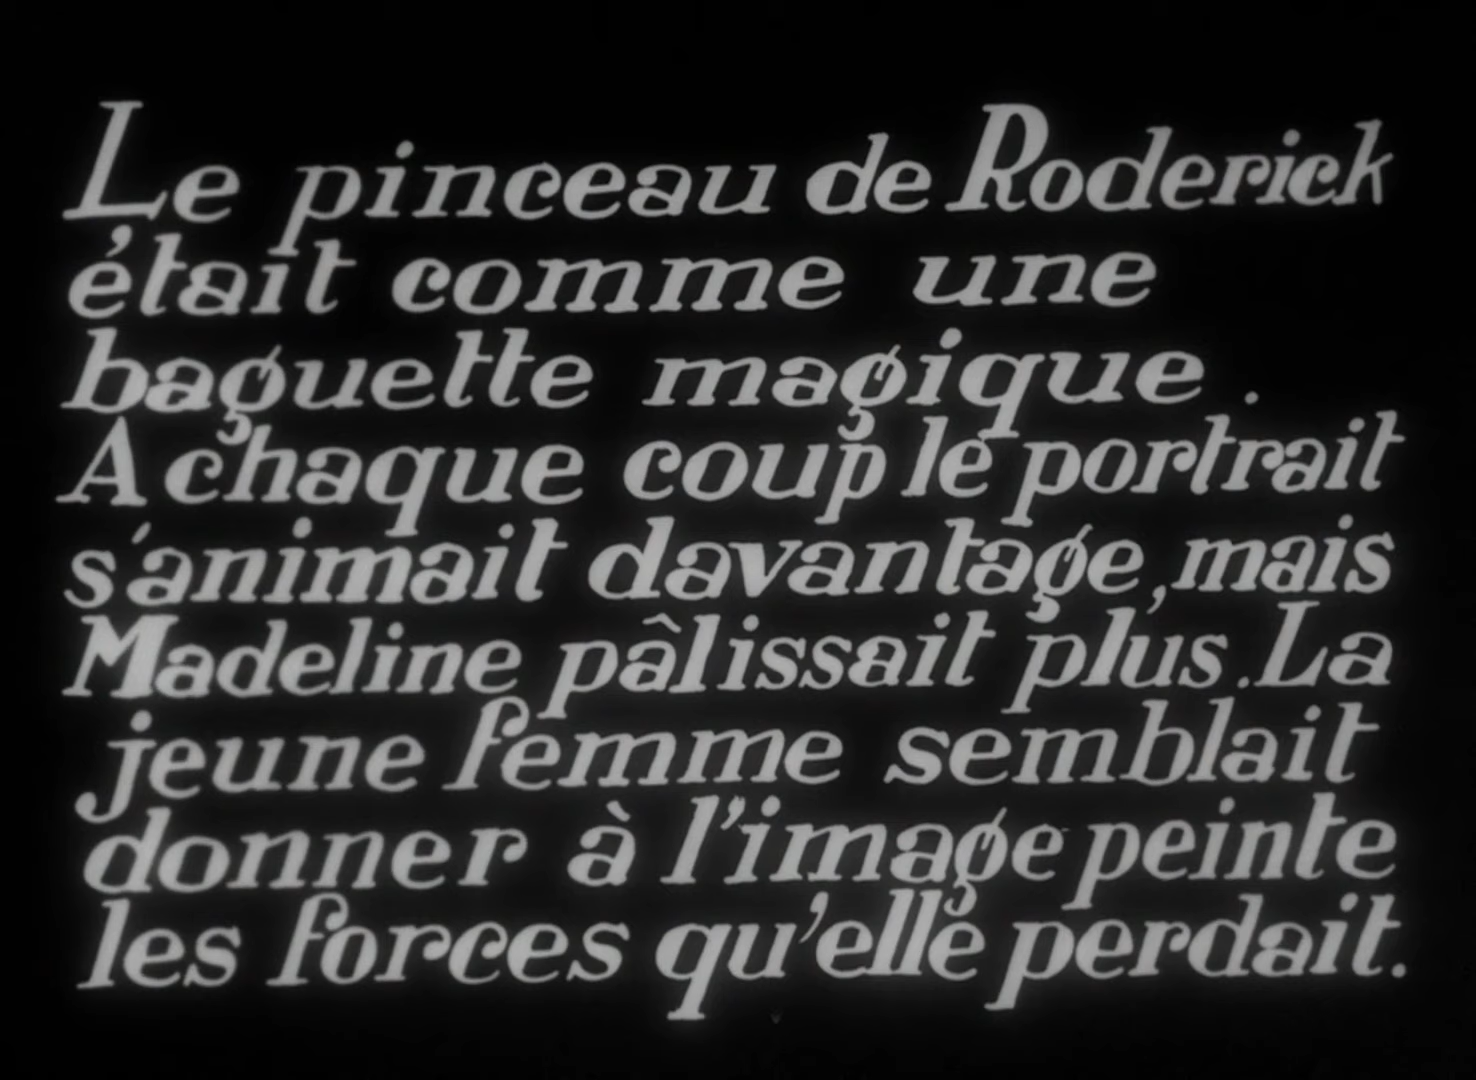 Le pinceau de Roderick
était comme une
baguette magique.
A chaque coup le portrait
s'animait davantage, mais
Madeline pâlissait plus. La
jeune femme semblait
donner à l'image peinte
les forces qu'elle perdait.